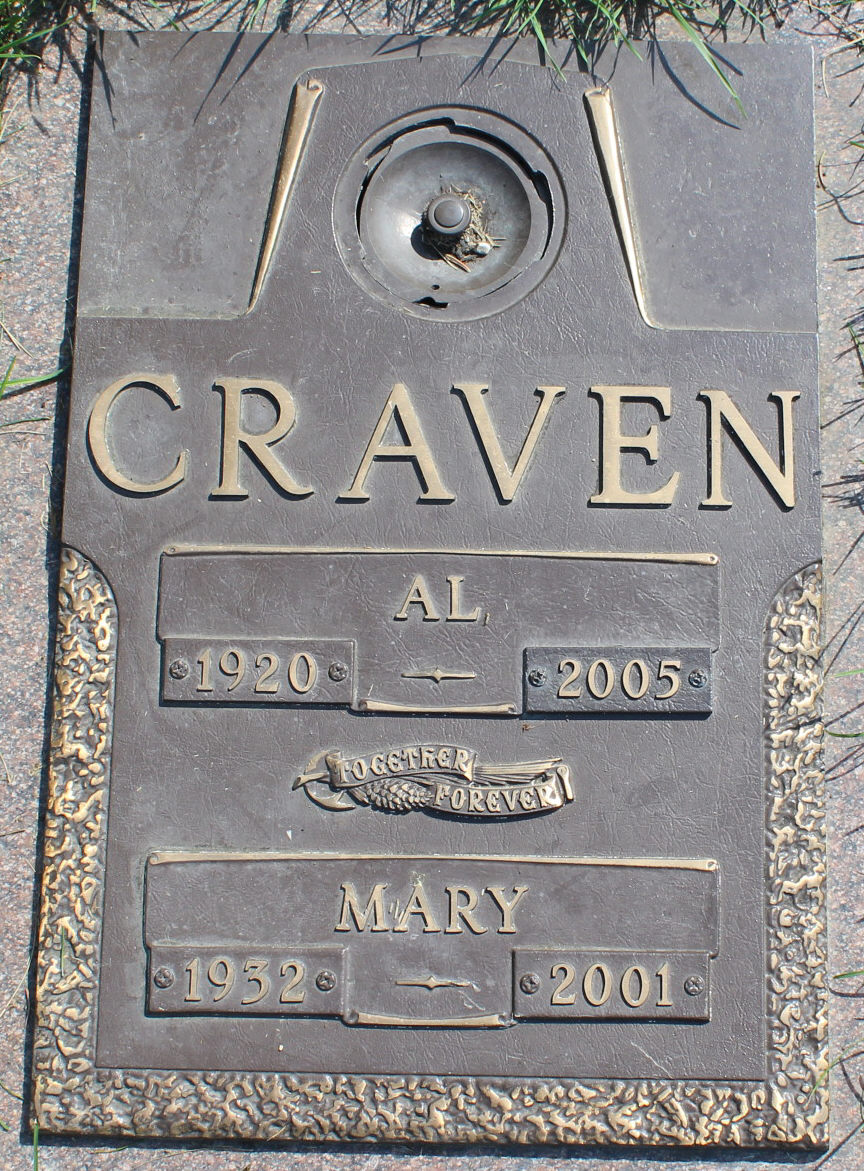 CRAVEN
AL
1920 2005
TOGETHER
FOREVER
MARY
1932 2001